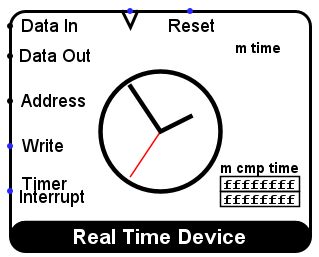 Data In
Reset
Data Out
m time
Address
Write
m cmp time
Timer
Interrupt
ffffffff
ffffffff
Real Time Device